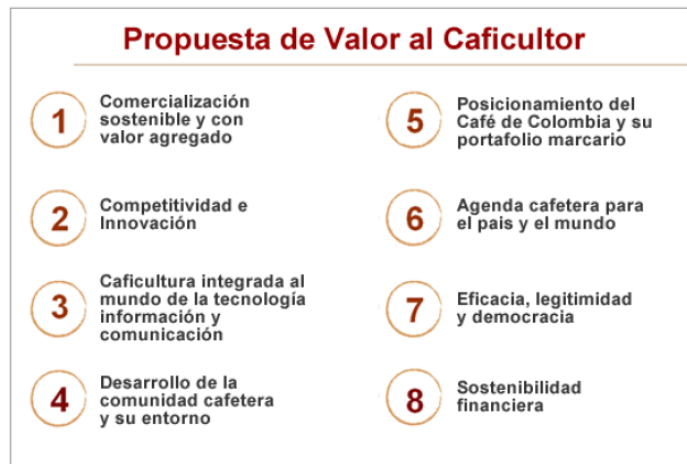 Propuesta de Valor al Caficultor
1
Comercialización
sostenible y con
valor agregado
2
Competitividad e
Innovación
3
Caficultura integrada al
mundo de la tecnología
información y
comunicación
4
Desarrollo de la
comunidad cafetera
y su entorno
5
Posicionamiento del
Café de Colombia y su
portafolio marcario
6
Agenda cafetera para
el pais y el mundo
7
Eficacia, legitimidad
y democracia
8
Sostenibilidad
financiera